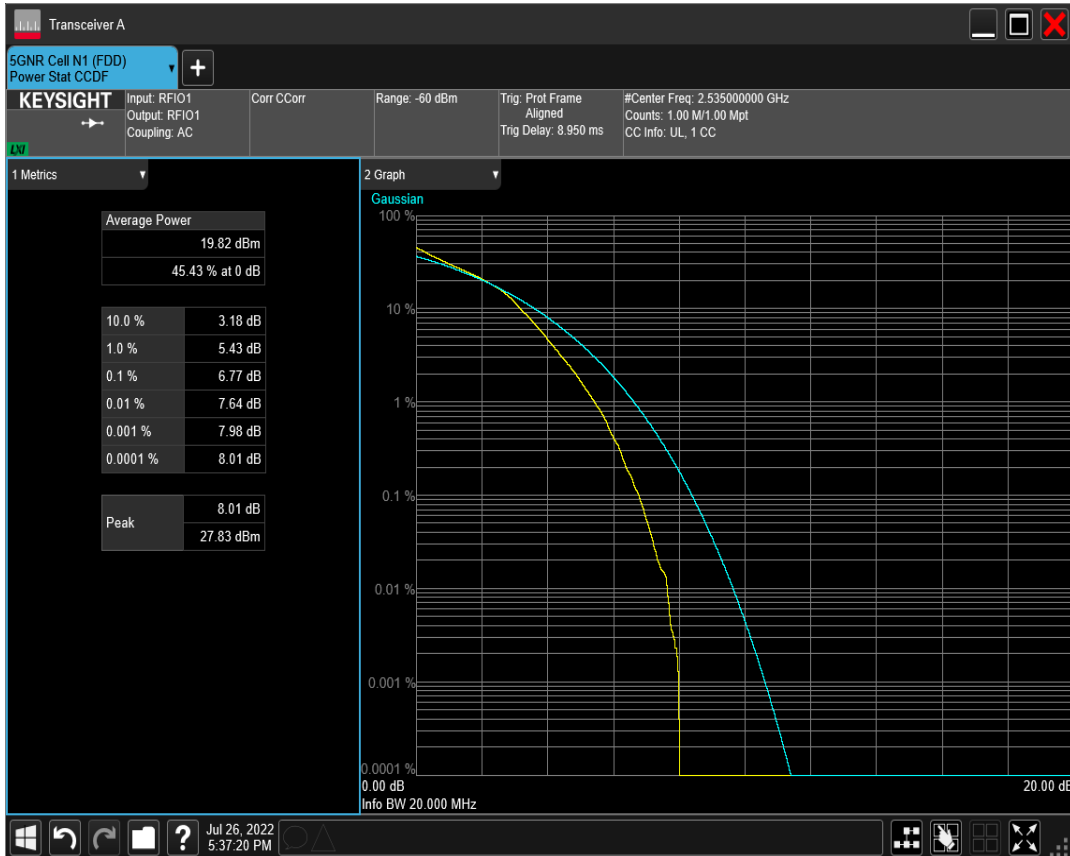 Transceiver A
5GNR Cell N1 (FDD)
Power Stat CCDF
+
KEYSIGHT
LXI
Input: RFIO1
Output: RFIO1
Coupling: AC
Corr CCorr
Range: -60 dBm
Trig: Prot Frame
Aligned
Trig Delay: 8.950 ms
#Center Freq: 2.535000000 GHz
Counts: 1.00 M/1.00 Mpt
CC Info: UL, 1 CC
1 Metrics
Average Power
19.82 dBm
45.43 % at 0 dB
10.0 % 3.18 dB
1.0 % 5.43 dB
0.1 % 6.77 dB
0.01 % 7.64 dB
0.001 % 7.98 dB
0.0001 % 8.01 dB
Peak
8.01 dB
27.83 dBm
2 Graph
Gaussian
100 %
10 %
1 %
0.1 %
0.01 %
0.001 %
0.0001 %
0.00 dB
20.00 dB
Info BW 20.000 MHz
?
Jul 26, 2022
5:37:20 PM